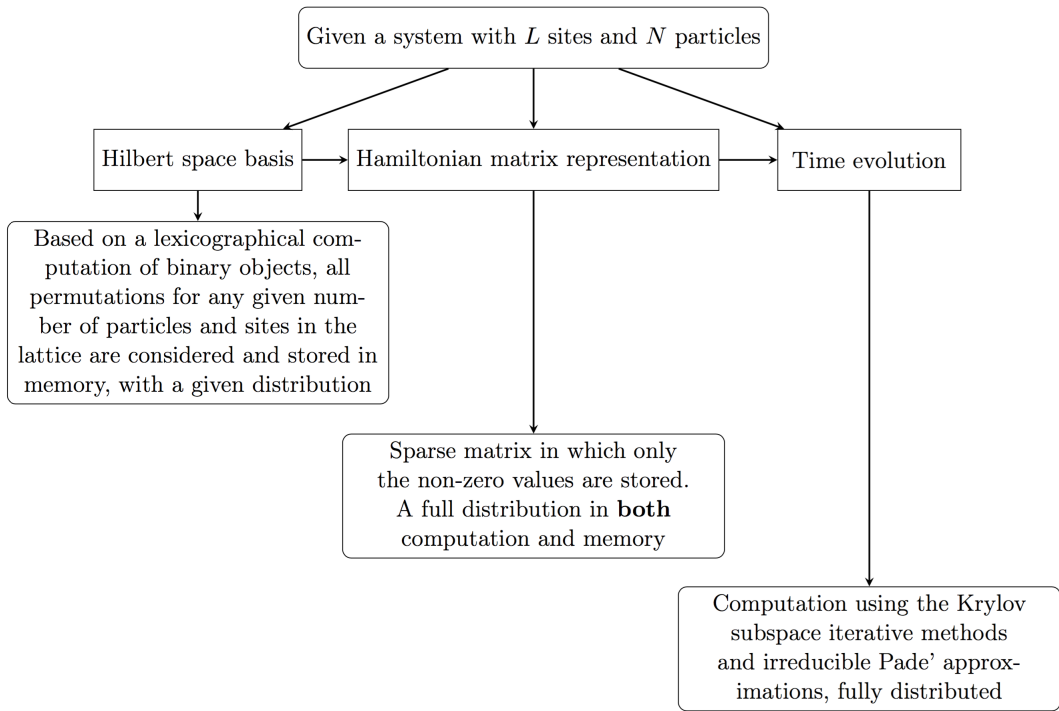 Given a system with L sites and N particles
Hilbert space basis
Hamiltonian matrix representation
Time evolution
Based on a lexicographical com-
putation of binary objects, all
permutations for any given num-
ber of particles and sites in the
lattice are considered and stored in
memory, with a given distribution
Sparse matrix in which only
the non-zero values are stored.
A full distribution in both
computation and memory
Computation using the Krylov
subspace iterative methods
and irreducible Pade' approx-
imations, fully distributed